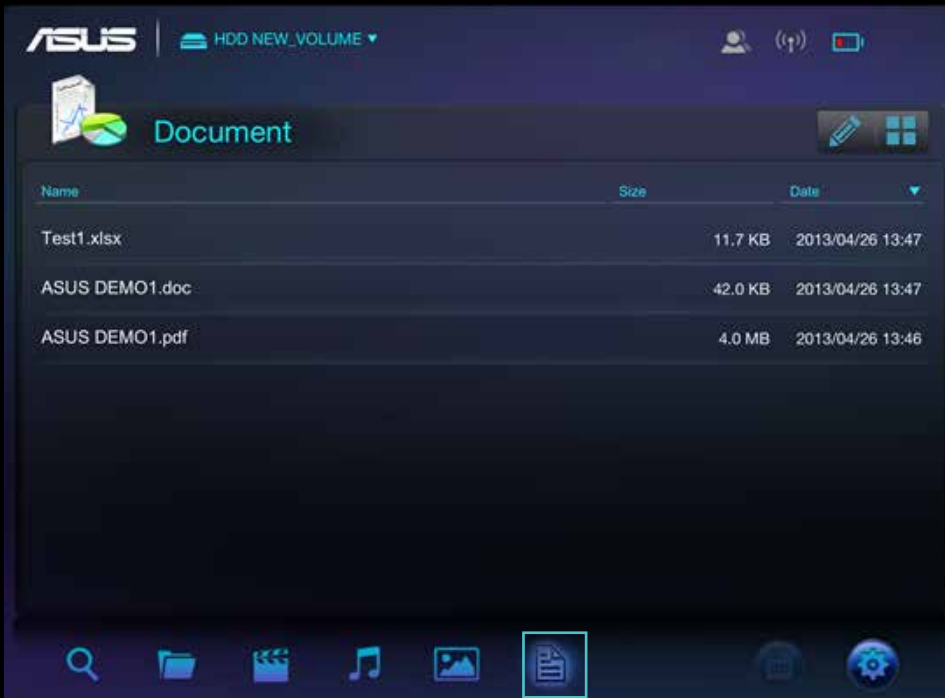 ASUS HDD NEW_VOLUME
Document
Name Size Date
Test1.xlsx 11.7 KB 2013/04/26 13:47
ASUS DEMO1.doc 42.0 KB 2013/04/26 13:47
ASUS DEMO1.pdf 4.0 MB 2013/04/26 13:46